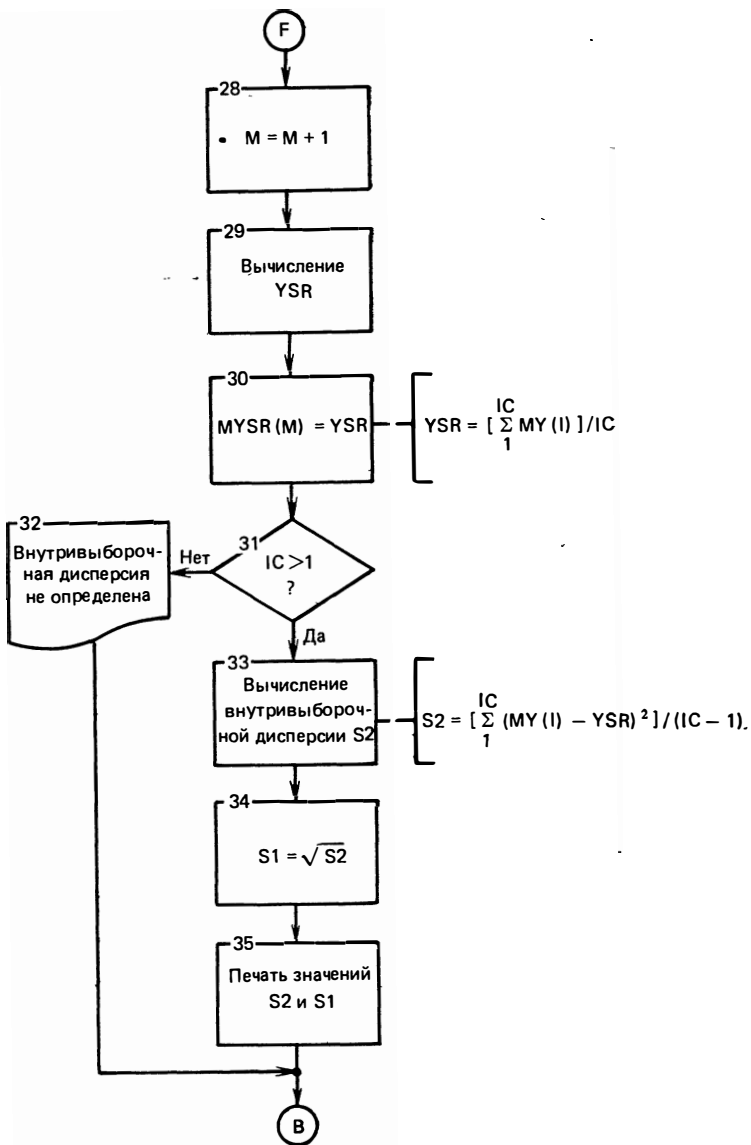 F
28
M = M + 1
29
Вычисление
YSR
30
MYSR (M) = YSR
IC
YSR = [ Σ MY (I) ] / IC
1
31
IC > 1
?
Нет
Да
32
Внутривыбороч-
ная дисперсия
не определена
33
Вычисление
внутривыбороч-
ной дисперсии S2
IC
S2 = [ Σ (MY (I) – YSR) ² ] / (IC – 1)
1
34
S1 = √S2
35
Печать значений
S2 и S1
B